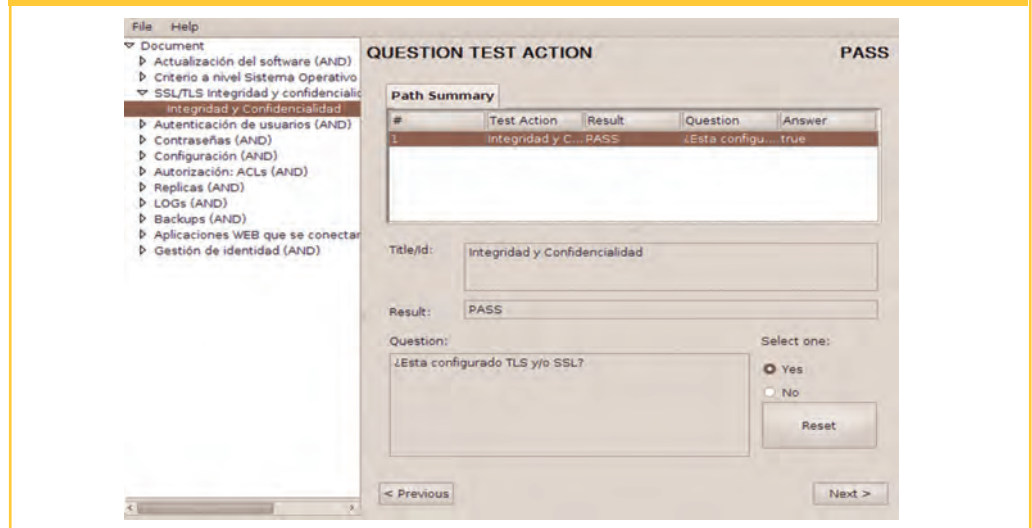 File Help
Document
Actualización del software (AND)
Criterio a nivel Sistema Operativo
SSL/TLS Integridad y confidencialic
Integridad y Confidencialidad
Autenticación de usuarios (AND)
Contraseñas (AND)
Configuración (AND)
Autorización: ACLs (AND)
Replicas (AND)
LOGs (AND)
Backups (AND)
Aplicaciones WEB que se conectar
Gestión de identidad (AND)
QUESTION TEST ACTION PASS
Path Summary
# Test Action Result Question Answer
1 Integridad y C... PASS ¿Esta configu... true
Title/Id: Integridad y Confidencialidad
Result: PASS
Question: Select one:
¿Esta configurado TLS y/o SSL?
Yes
No
Reset
< Previous Next >